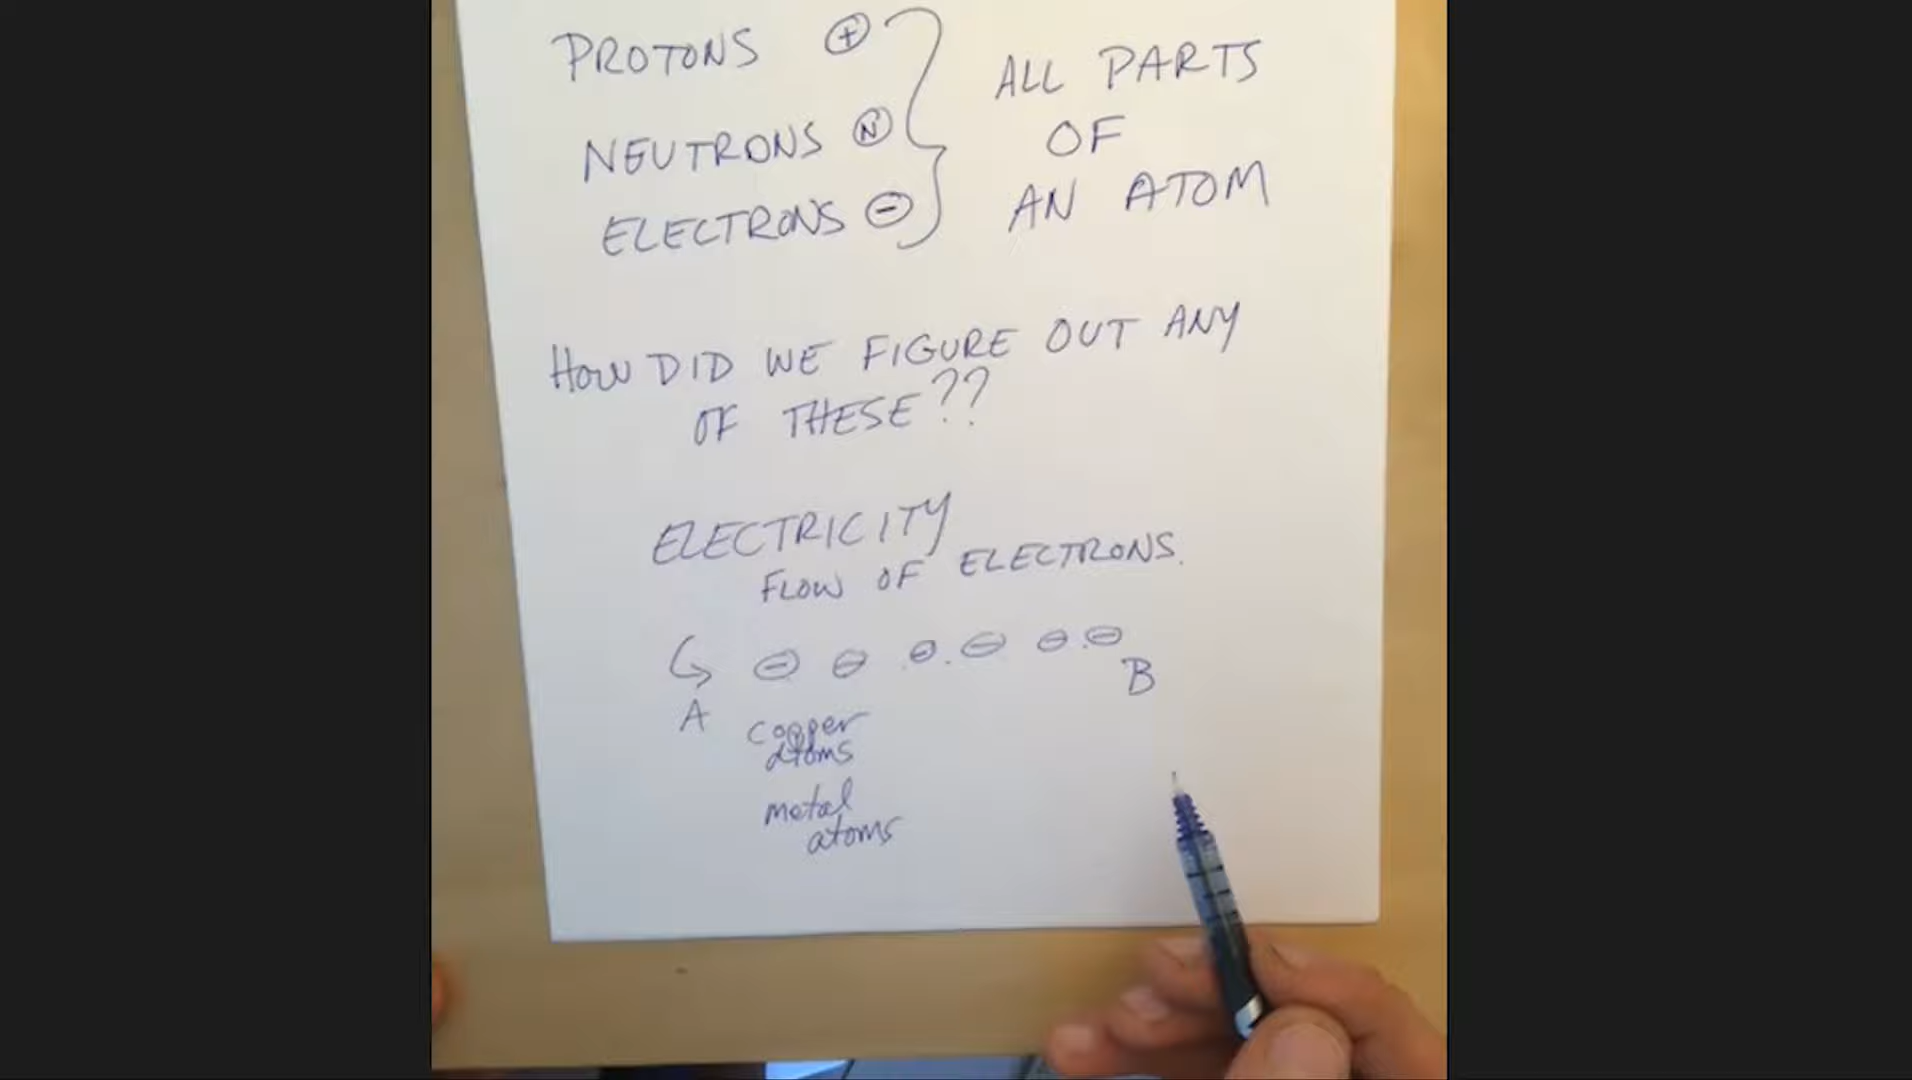 PROTONS +
NEUTRONS N
ELECTRONS -
ALL PARTS
OF
AN ATOM
How DID WE FIGURE OUT ANY
OF THESE??
ELECTRICITY
FLOW OF ELECTRONS.
- - - - - -
A
B
copper
atoms
metal
atoms